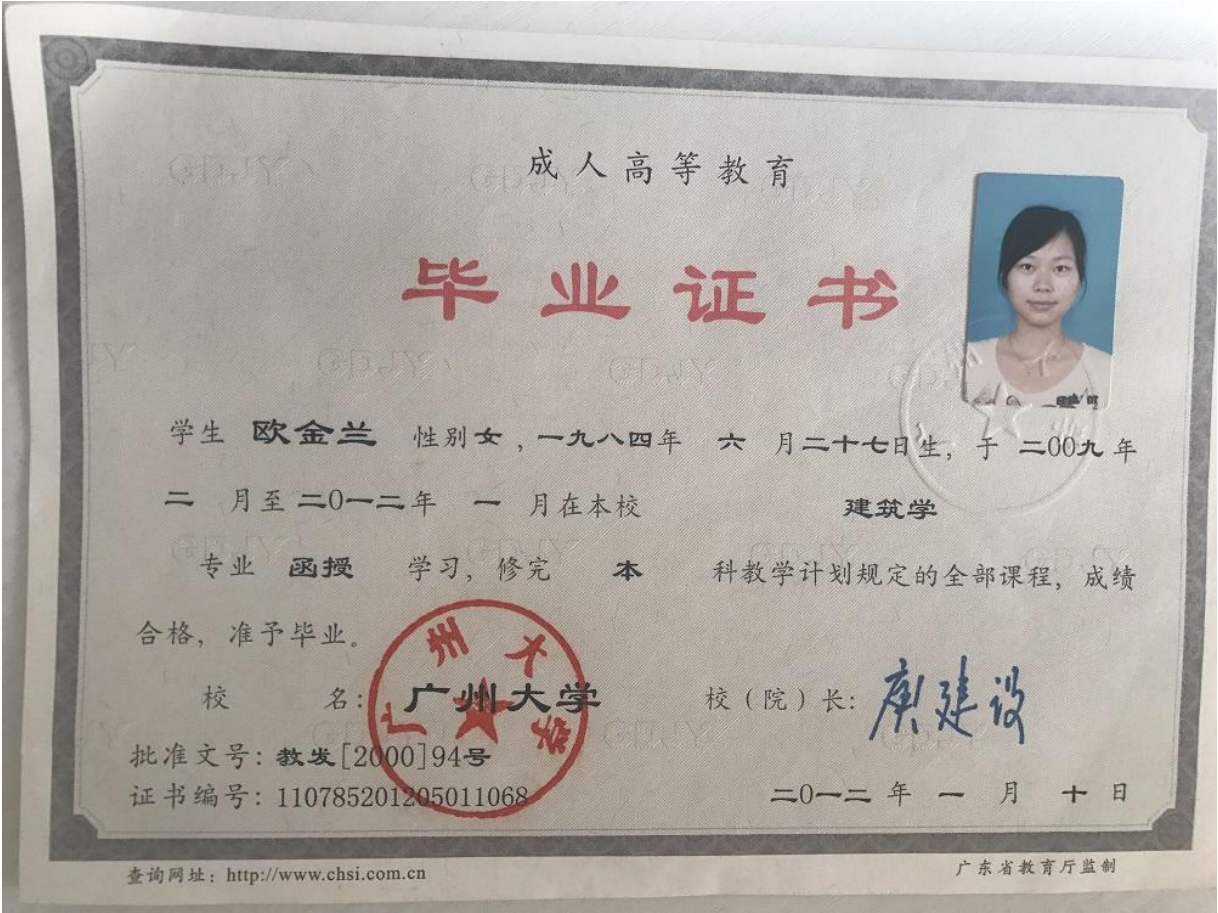 成人高等教育
毕业证书
学生 欧金兰 性别女，一九八四年 六 月二十七日生，于 二00九年
二 月至二0一二年 一 月在本校 建筑学
专业 函授 学习，修完 本 科教学计划规定的全部课程，成绩
合格，准予毕业。
校 名：广州大学 校（院）长：庾建设
批准文号：教发[2000]94号
证书编号：110785201205011068 二0一二年 一 月 十 日
广州大学
查询网址：http://www.chsi.com.cn 广东省教育厅监制